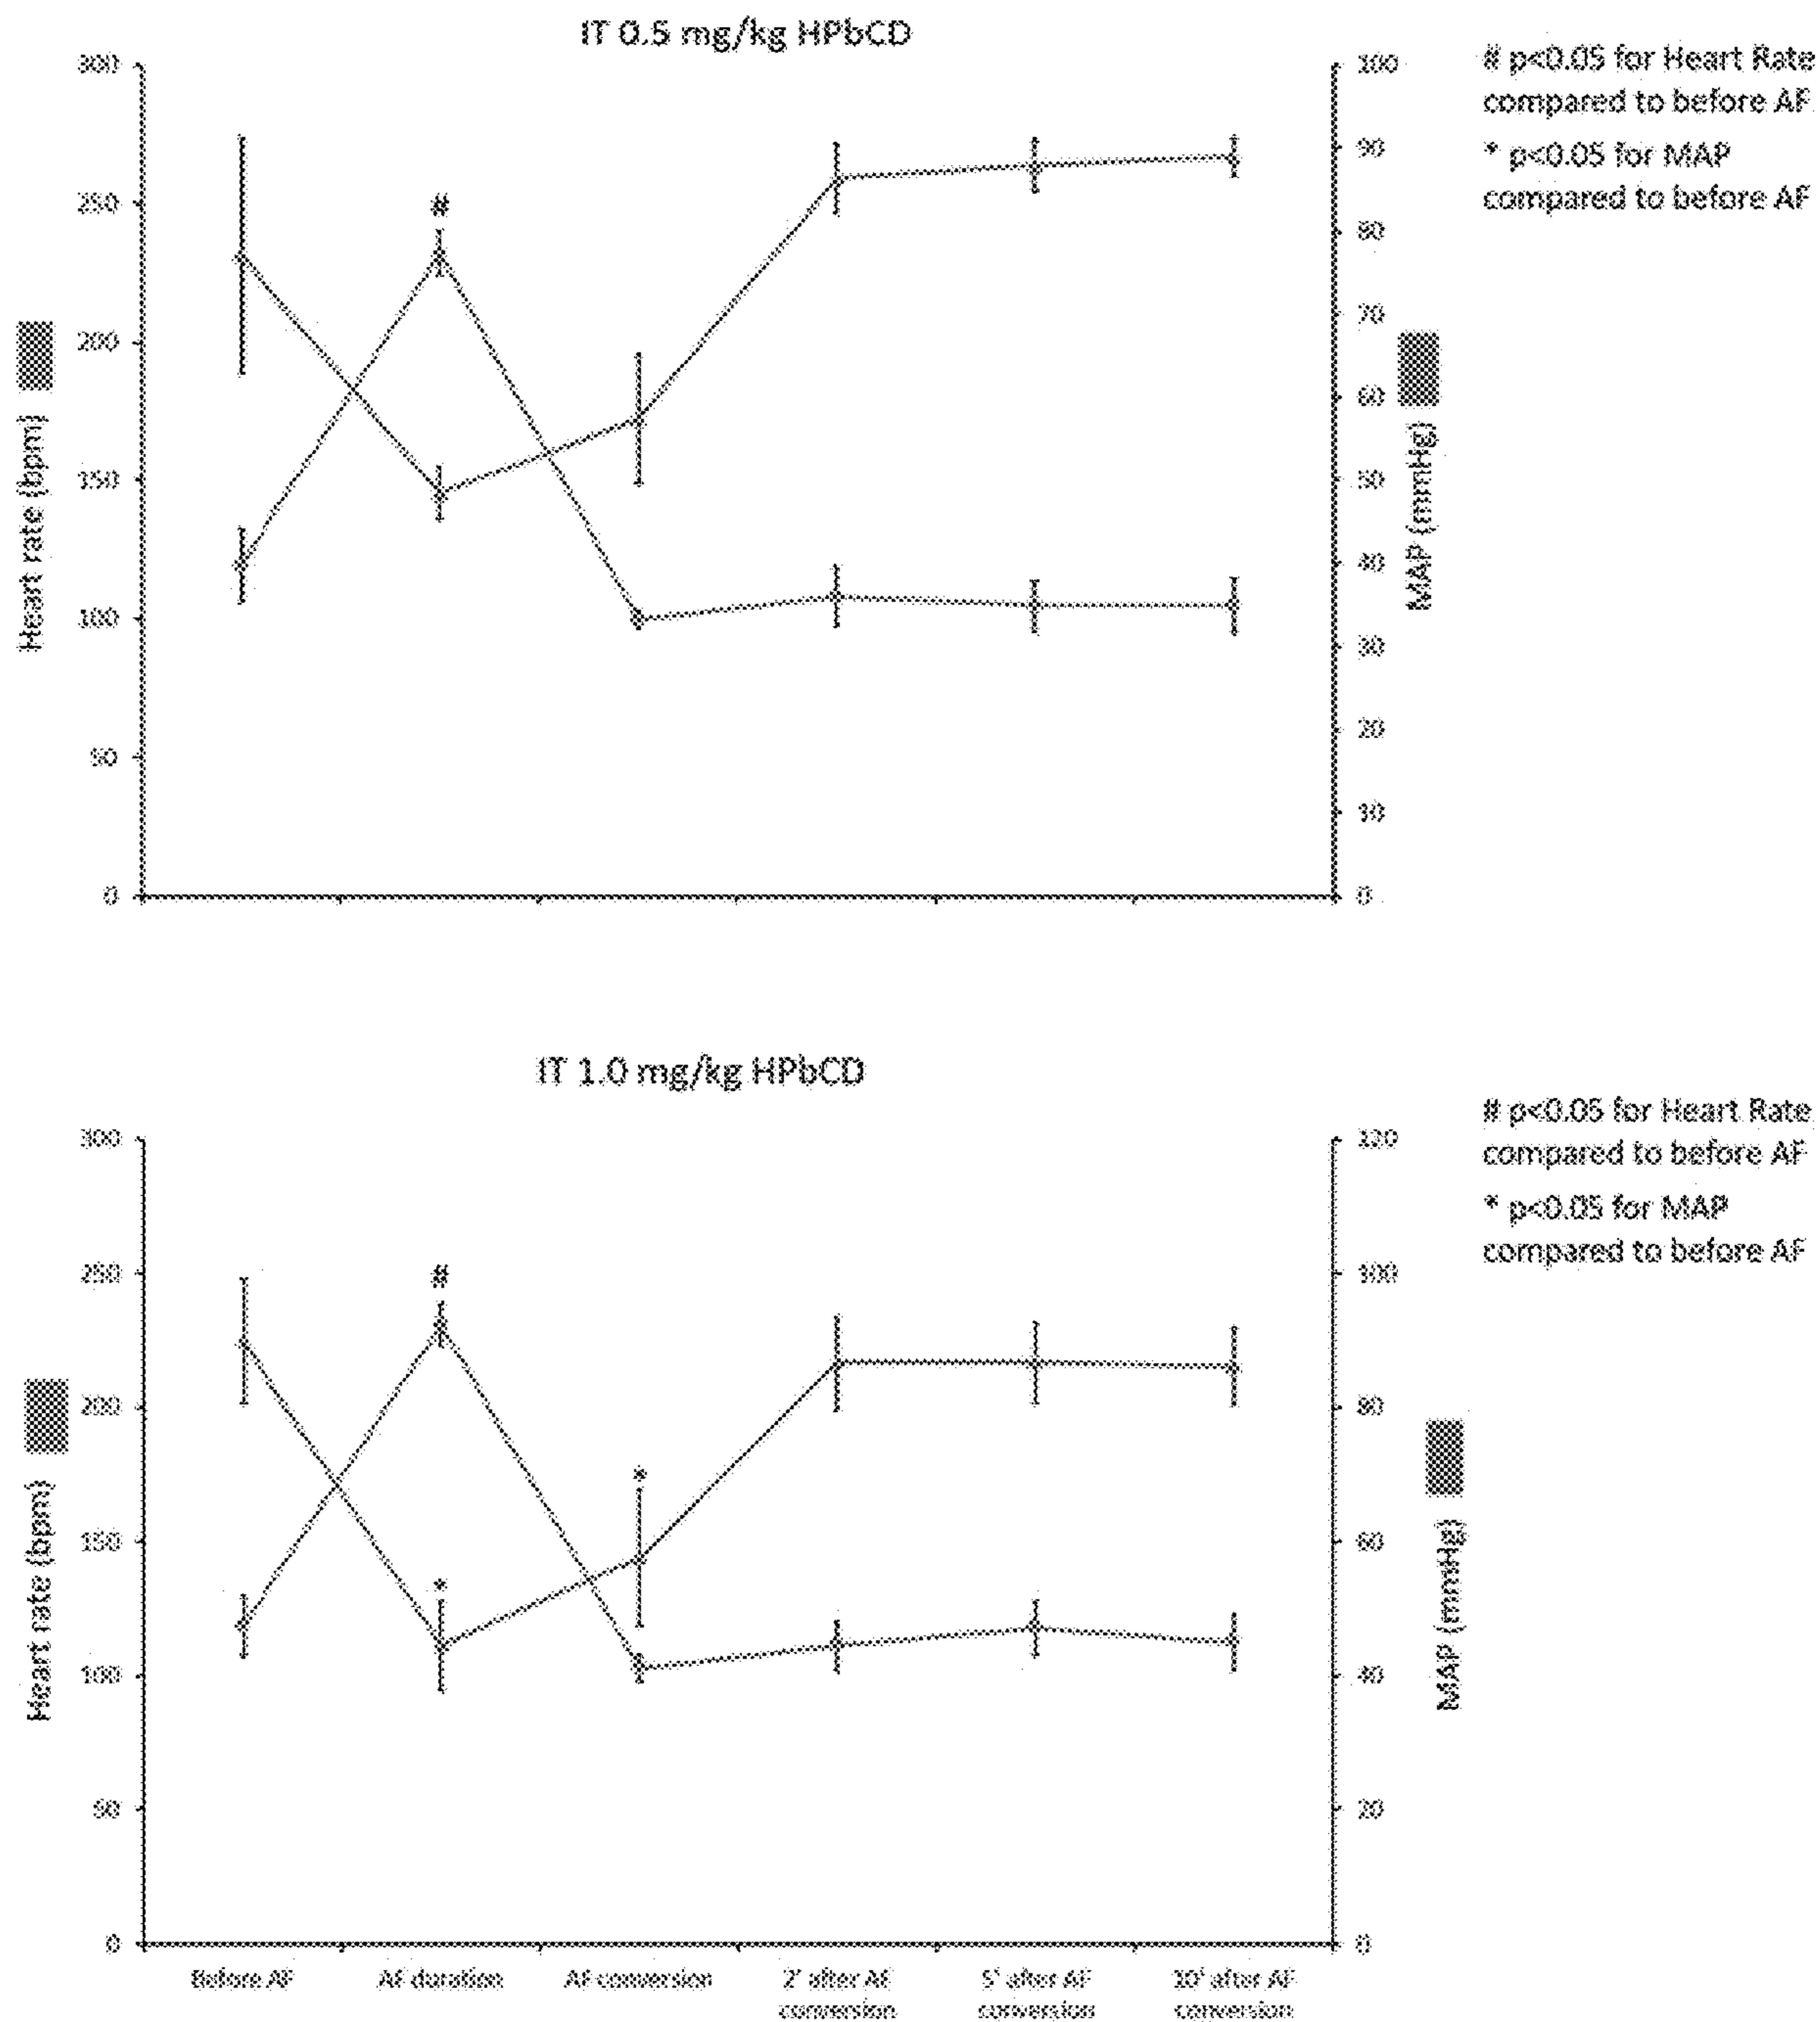 IT 0.5 mg/kg HPbCD
# p<0.05 for Heart Rate
compared to before AF
* p<0.05 for MAP
compared to before AF
Heart rate (bpm)
300
250
200
150
100
50
0
#
100
90
80
70
60
50
40
30
20
10
0
MAP (mmHg)
IT 1.0 mg/kg HPbCD
# p<0.05 for Heart Rate
compared to before AF
* p<0.05 for MAP
compared to before AF
Heart rate (bpm)
300
250
200
150
100
50
0
#
*
*
120
100
80
60
40
20
0
MAP (mmHg)
Before AF
AF duration
AF conversion
2' after AF
conversion
5' after AF
conversion
10' after AF
conversion